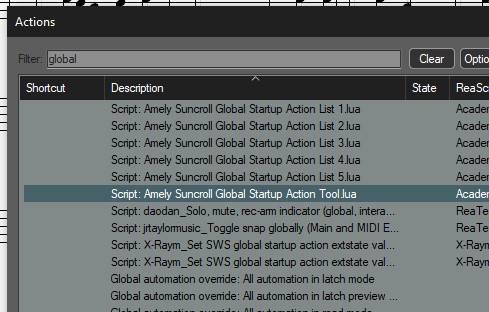 Actions
Filter: global Clear Optio
Shortcut Description State ReaSc
Script: Amely Suncroll Global Startup Action List 1.lua Acader
Script: Amely Suncroll Global Startup Action List 2.lua Acader
Script: Amely Suncroll Global Startup Action List 3.lua Acader
Script: Amely Suncroll Global Startup Action List 4.lua Acader
Script: Amely Suncroll Global Startup Action List 5.lua Acader
Script: Amely Suncroll Global Startup Action Tool.lua Acader
Script: daodan_Solo, mute, rec-arm indicator (global, intera... ReaTe
Script: jrtaylormusic_Toggle snap globally (Main and MIDI E... ReaTe
Script: X-Raym_Set SWS global startup action extstate val... X-Raym
Script: X-Raym_Set SWS global startup action extstate val... X-Raym
Global automation override: All automation in latch mode
Global automation override: All automation in latch preview ...